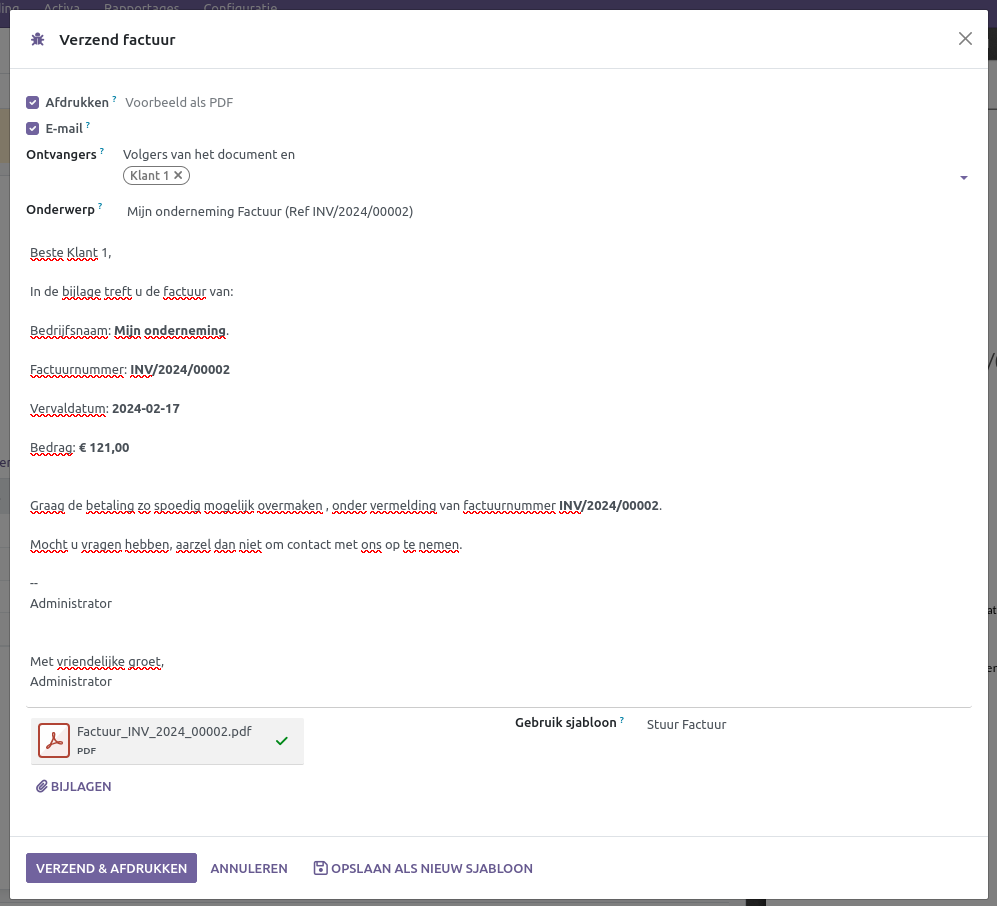 Activa Rapportages Configuratie
Verzend factuur
Afdrukken ? Voorbeeld als PDF
E-mail ?
Ontvangers ? Volgers van het document en
Klant 1
Onderwerp ? Mijn onderneming Factuur (Ref INV/2024/00002)
Beste Klant 1,
In de bijlage treft u de factuur van:
Bedrijfsnaam: Mijn onderneming.
Factuurnummer: INV/2024/00002
Vervaldatum: 2024-02-17
Bedrag: € 121,00
Graag de betaling zo spoedig mogelijk overmaken , onder vermelding van factuurnummer INV/2024/00002.
Mocht u vragen hebben, aarzel dan niet om contact met ons op te nemen.
--
Administrator
Met vriendelijke groet,
Administrator
Factuur_INV_2024_00002.pdf
PDF
Gebruik sjabloon ? Stuur Factuur
BIJLAGEN
VERZEND & AFDRUKKEN ANNULEREN OPSLAAN ALS NIEUW SJABLOON